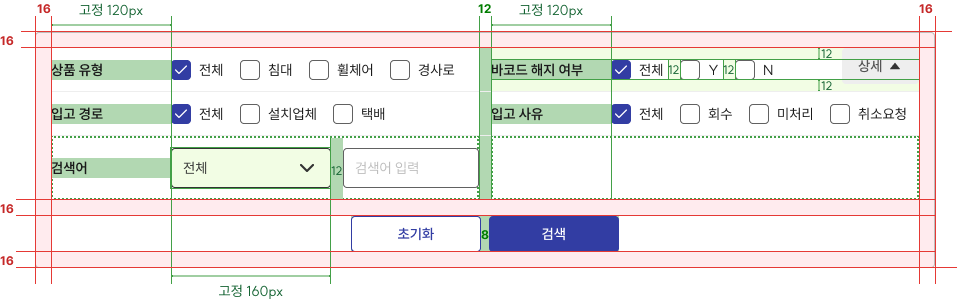 16 고정 120px 12 고정 120px 16
16
12
상품 유형 전체 침대 휠체어 경사로 바코드 해지 여부 전체 12 Y 12 N 상세
12
입고 경로 전체 설치업체 택배 입고 사유 전체 회수 미처리 취소요청
검색어 전체 12 검색어 입력
16
초기화 8 검색
16
고정 160px